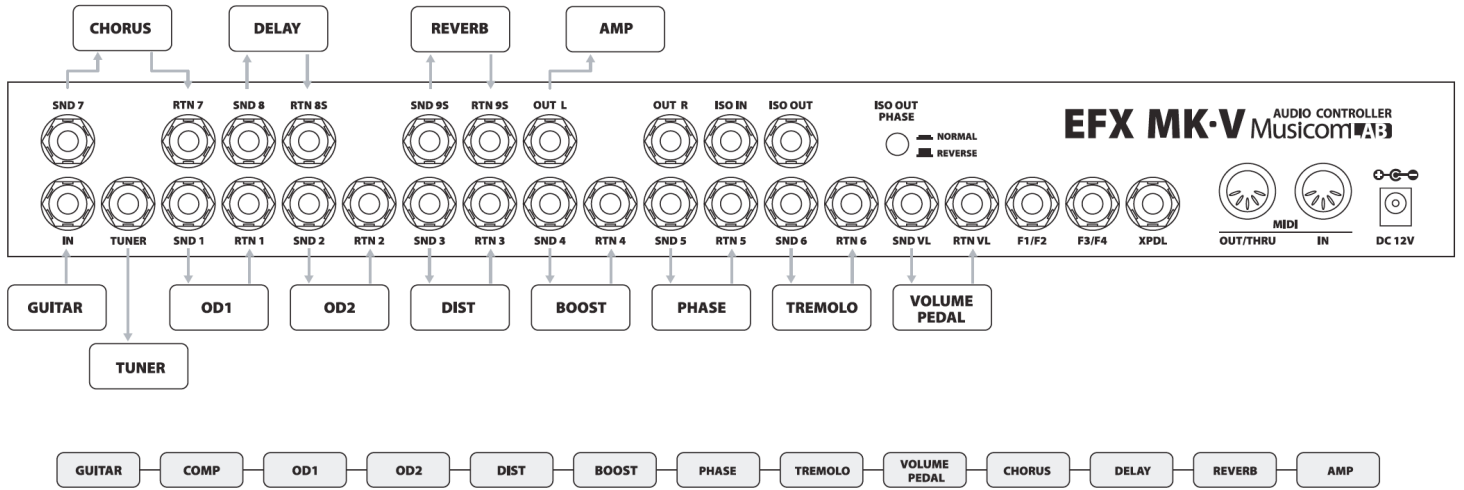 CHORUS DELAY REVERB AMP
SND 7 RTN 7 SND 8 RTN 8S SND 9S RTN 9S OUT L OUT R ISO IN ISO OUT ISO OUT PHASE
NORMAL
REVERSE
EFX MK·V AUDIO CONTROLLER MusicomLAB
IN TUNER SND 1 RTN 1 SND 2 RTN 2 SND 3 RTN 3 SND 4 RTN 4 SND 5 RTN 5 SND 6 RTN 6 SND VL RTN VL F1/F2 F3/F4 XPDL
MIDI
OUT/THRU IN DC 12V
GUITAR OD1 OD2 DIST BOOST PHASE TREMOLO VOLUME PEDAL
TUNER
GUITAR COMP OD1 OD2 DIST BOOST PHASE TREMOLO VOLUME PEDAL CHORUS DELAY REVERB AMP